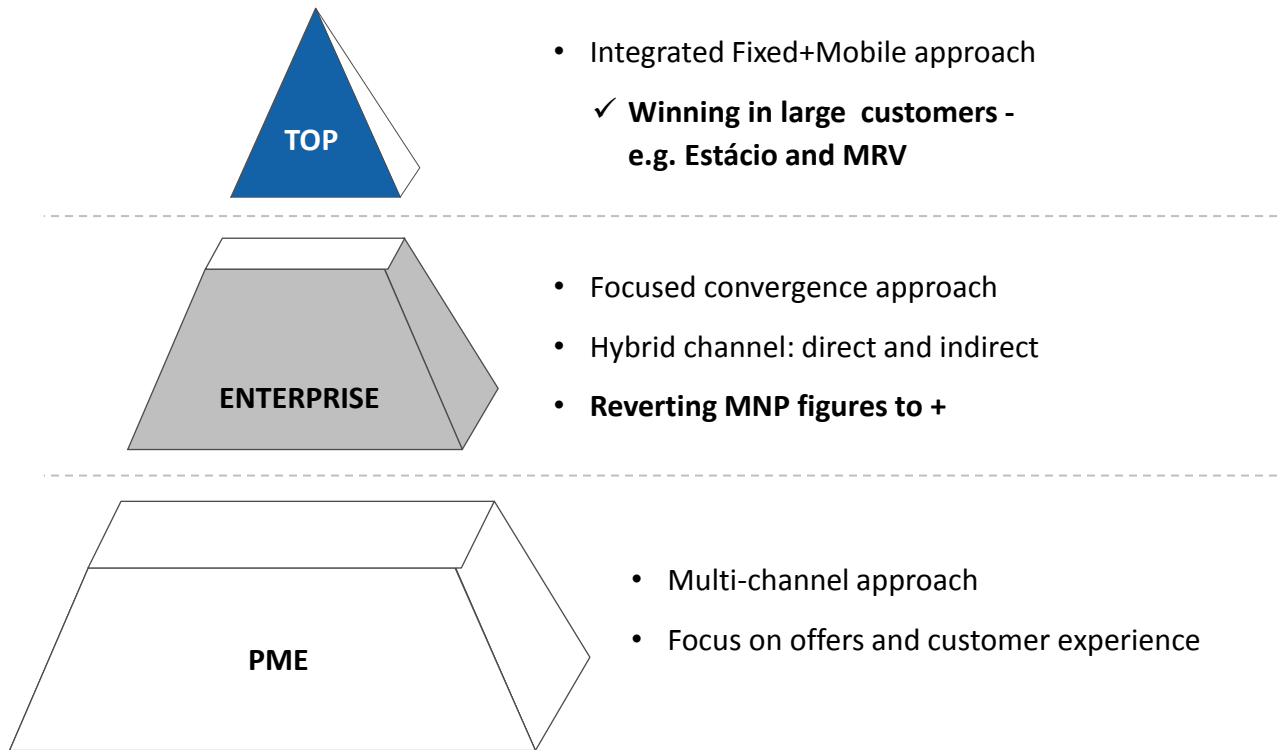 TOP
• Integrated Fixed+Mobile approach
✓ Winning in large customers -
e.g. Estácio and MRV
ENTERPRISE
• Focused convergence approach
• Hybrid channel: direct and indirect
• Reverting MNP figures to +
PME
• Multi-channel approach
• Focus on offers and customer experience